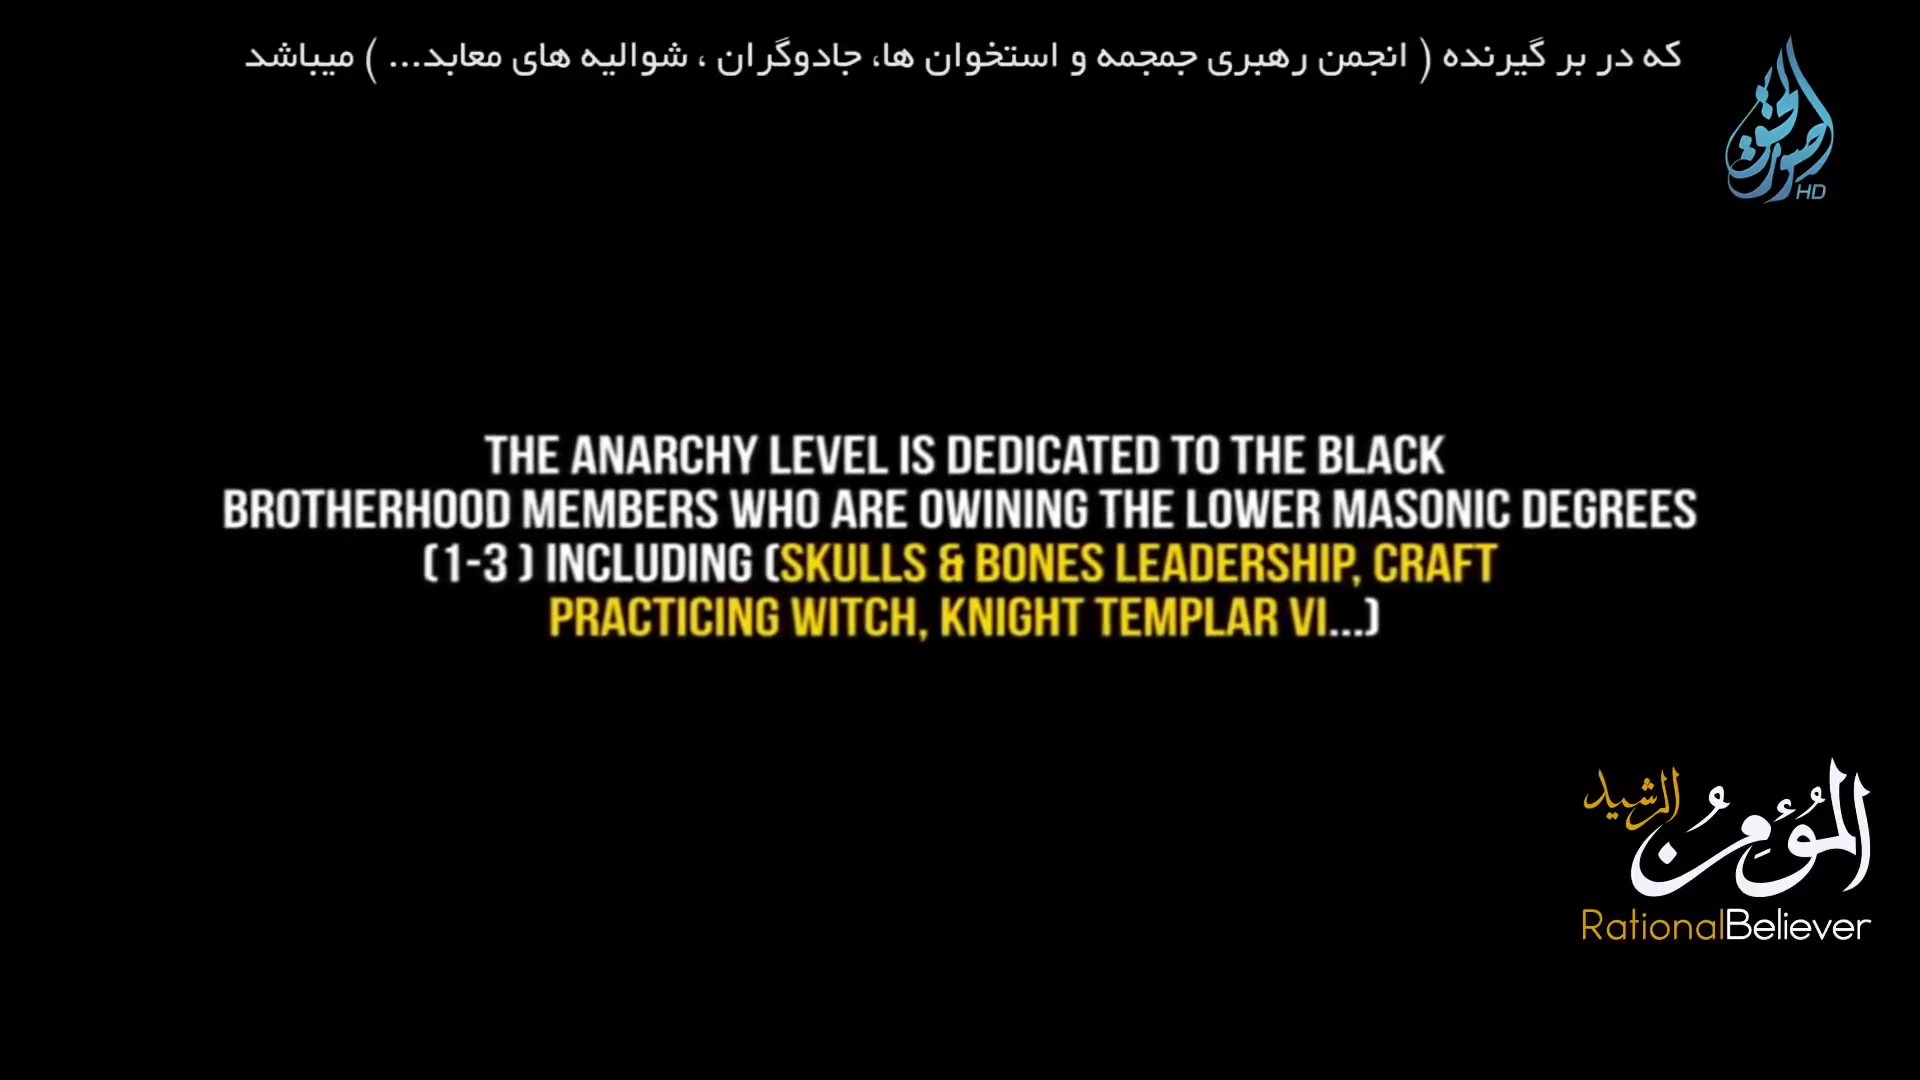 که در بر گیرنده ( انجمن رهبری جمجمه و استخوان ها، جادوگران ، شوالیه های معابد... ) میباشد
HD
THE ANARCHY LEVEL IS DEDICATED TO THE BLACK
BROTHERHOOD MEMBERS WHO ARE OWINING THE LOWER MASONIC DEGREES
(1-3 ) INCLUDING (SKULLS & BONES LEADERSHIP, CRAFT
PRACTICING WITCH, KNIGHT TEMPLAR VI...)
المُؤمِنُ الرشيد
RationalBeliever